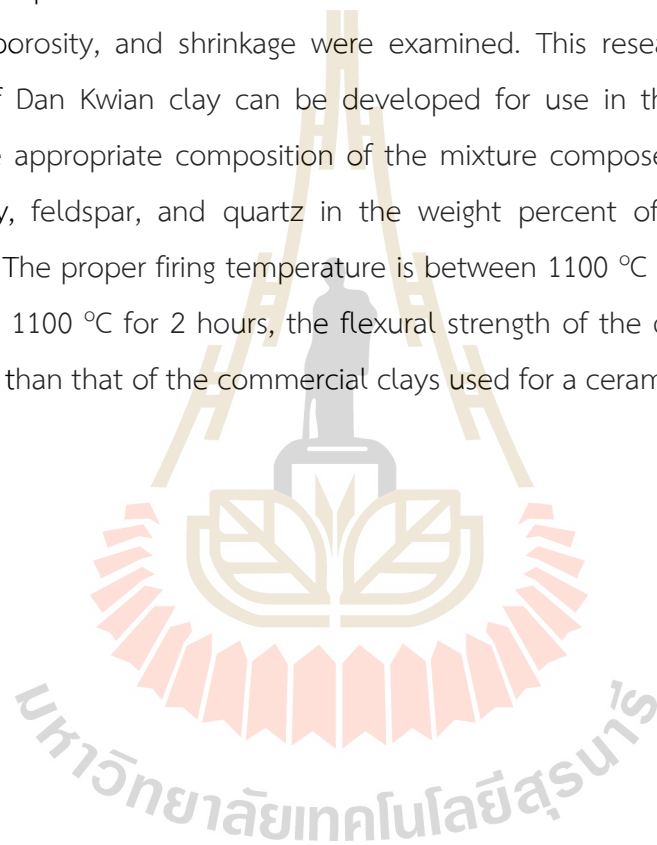 porosity, and shrinkage were examined. This resea
Dan Kwian clay can be developed for use in th
appropriate composition of the mixture compose
y, feldspar, and quartz in the weight percent of
The proper firing temperature is between 1100 °C
1100 °C for 2 hours, the flexural strength of the
than that of the commercial clays used for a ceram
มหาวิทยาลัยเทคโนโลยีสุรนารี